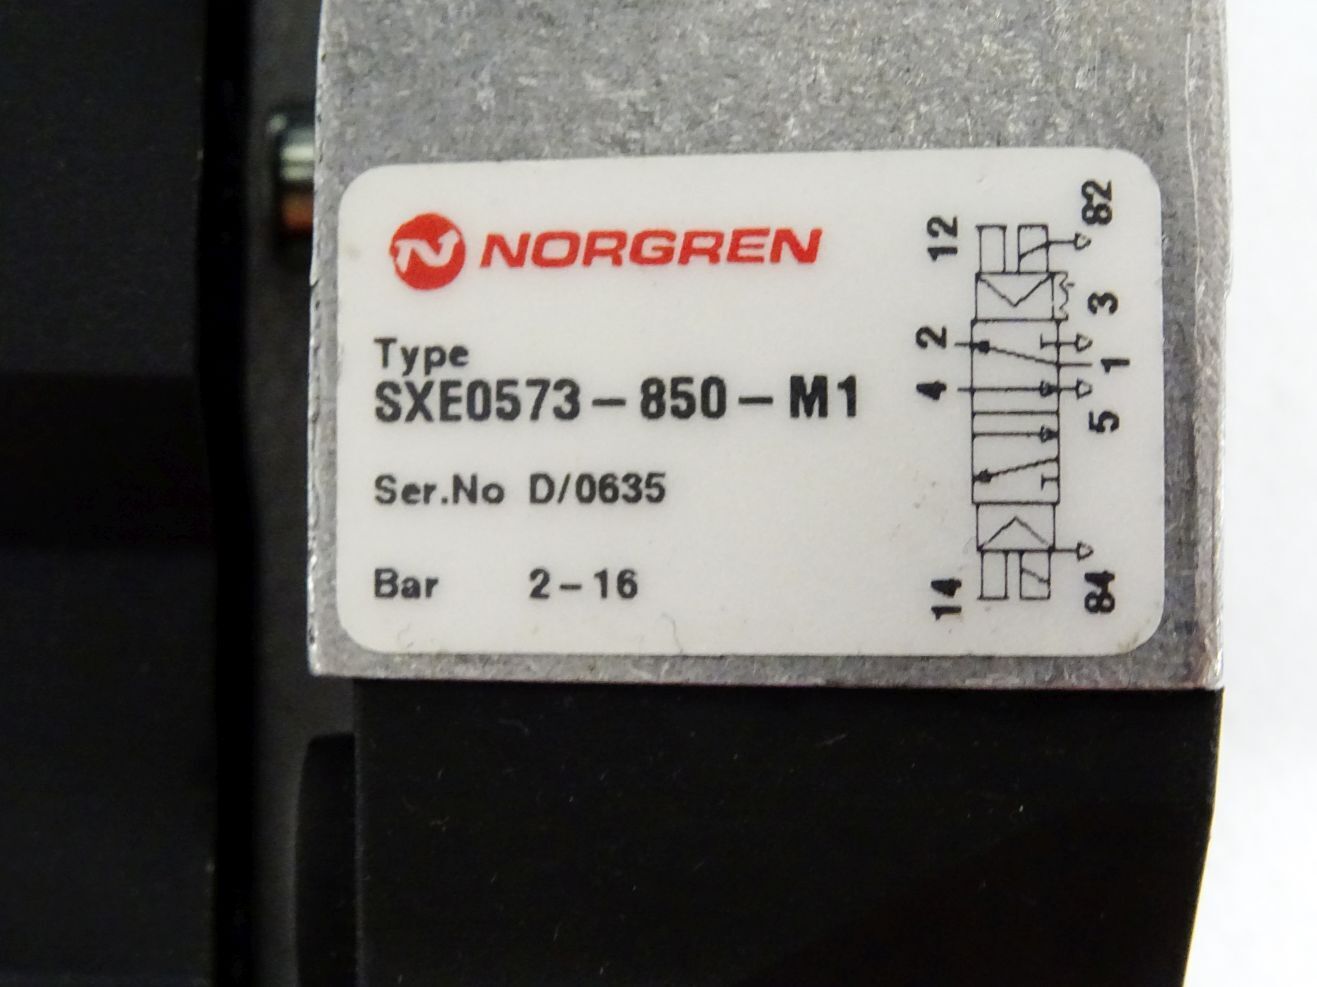 NORGREN
Type
SXE0573-850-M1
Ser.No D/0635
Bar 2-16
12
82
3
2
1
4
5
14
84